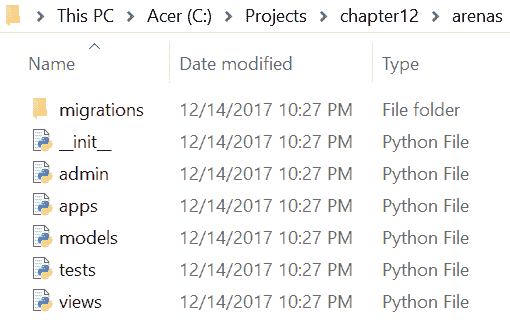 This PC > Acer (C:) > Projects > chapter12 > arenas
Name Date modified Type
migrations 12/14/2017 10:27 PM File folder
__init__ 12/14/2017 10:27 PM Python File
admin 12/14/2017 10:27 PM Python File
apps 12/14/2017 10:27 PM Python File
models 12/14/2017 10:27 PM Python File
tests 12/14/2017 10:27 PM Python File
views 12/14/2017 10:27 PM Python File